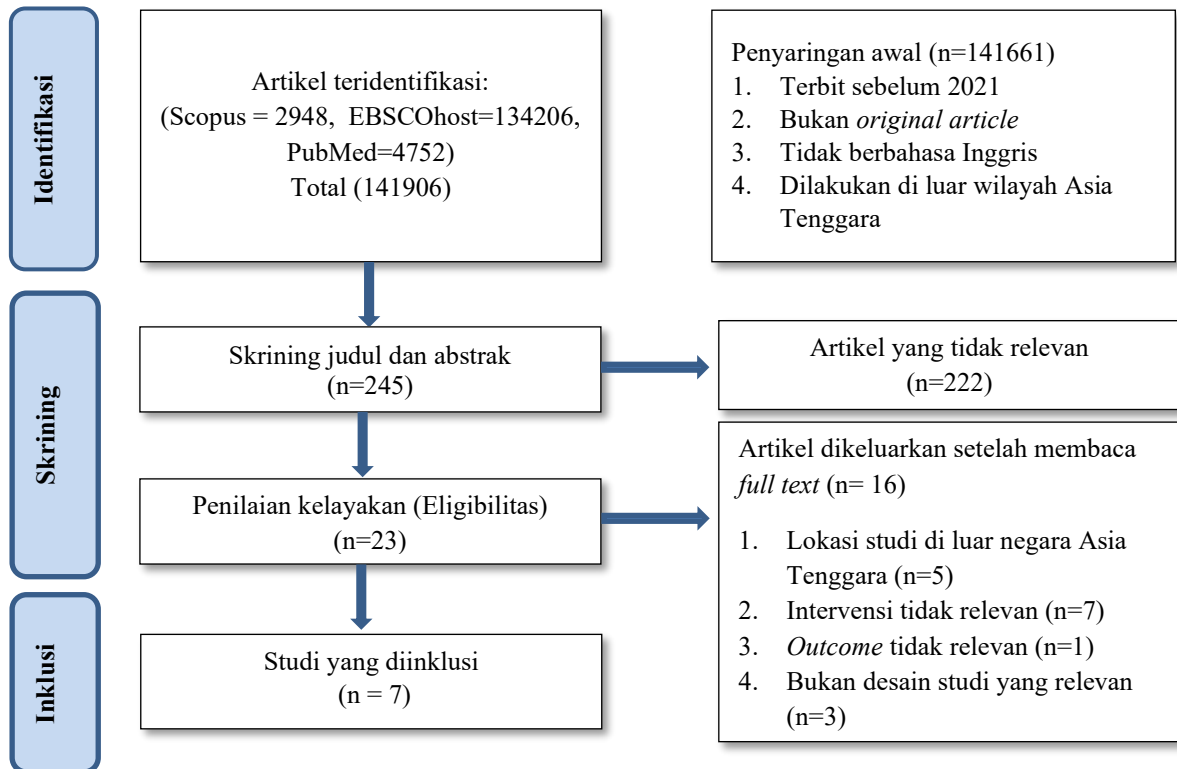 Identifikasi
Artikel teridentifikasi:
(Scopus = 2948, EBSCOhost=134206,
PubMed=4752)
Total (141906)
Penyaringan awal (n=141661)
1. Terbit sebelum 2021
2. Bukan original article
3. Tidak berbahasa Inggris
4. Dilakukan di luar wilayah Asia
Tenggara
Skrining
Skrining judul dan abstrak
(n=245)
Artikel yang tidak relevan
(n=222)
Penilaian kelayakan (Eligibilitas)
(n=23)
Artikel dikeluarkan setelah membaca
full text (n= 16)
1. Lokasi studi di luar negara Asia
Tenggara (n=5)
2. Intervensi tidak relevan (n=7)
3. Outcome tidak relevan (n=1)
4. Bukan desain studi yang relevan
(n=3)
Inklusi
Studi yang diinklusi
(n = 7)